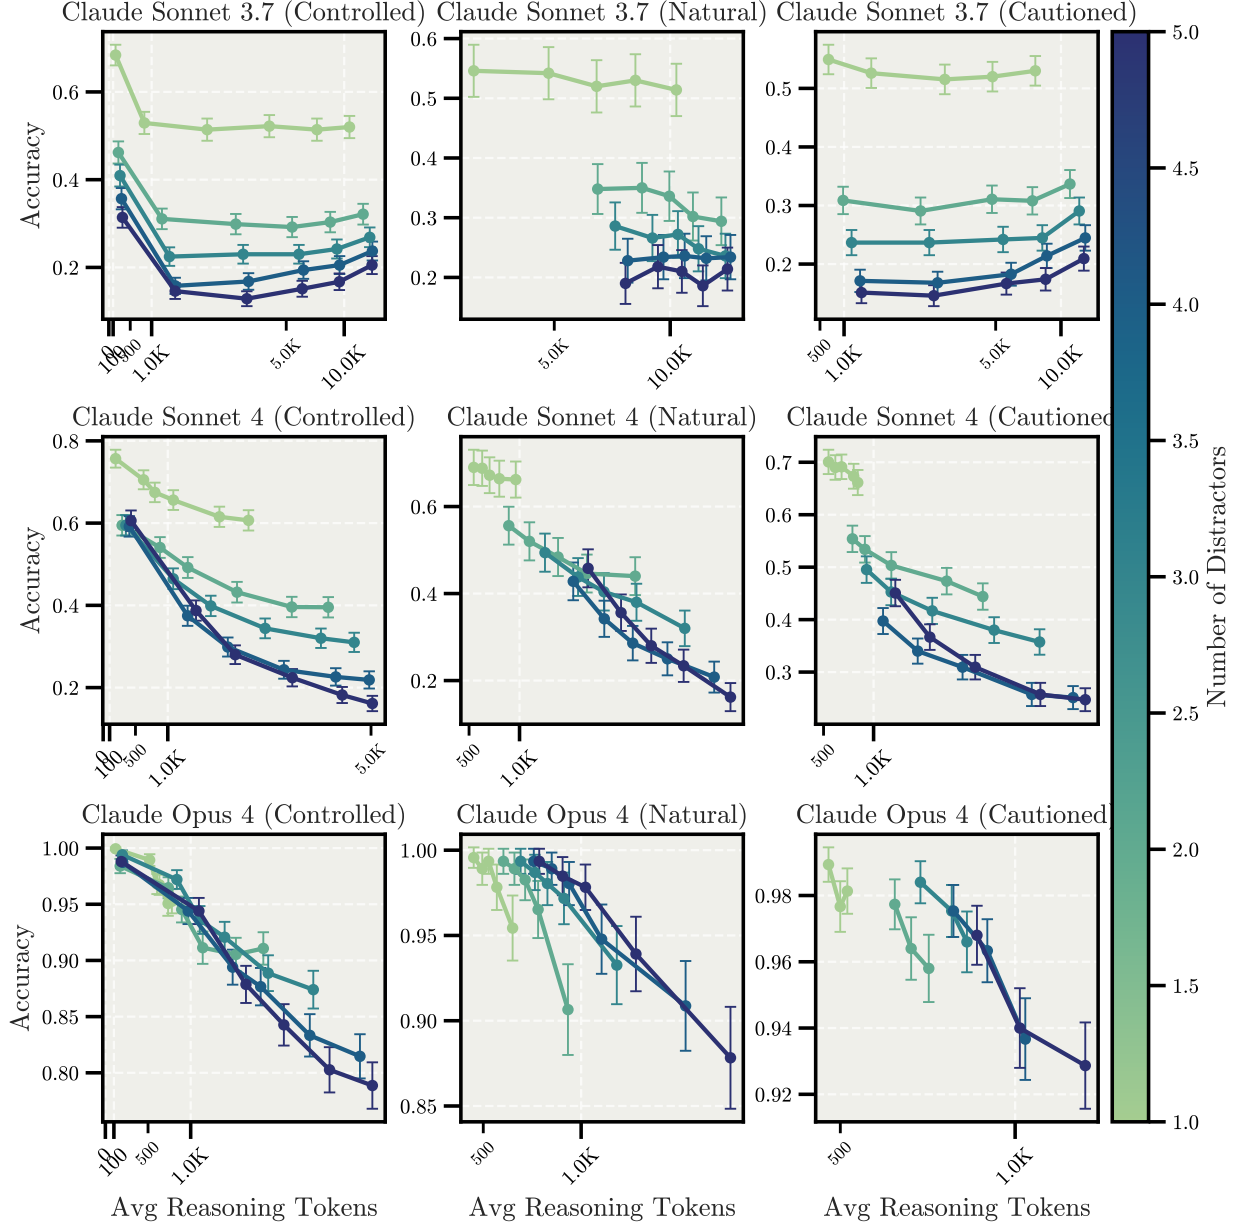 Claude Sonnet 3.7 (Controlled)
Claude Sonnet 3.7 (Natural)
Claude Sonnet 3.7 (Cautioned)
Accuracy
0.6
0.4
0.2
0
100
500
1.0K
5.0K
10.0K
0.6
0.5
0.4
0.3
0.2
5.0K
10.0K
0.5
0.4
0.3
0.2
500
1.0K
5.0K
10.0K
Claude Sonnet 4 (Controlled)
Claude Sonnet 4 (Natural)
Claude Sonnet 4 (Cautioned
Accuracy
0.8
0.6
0.4
0.2
0
100
500
1.0K
5.0K
0.6
0.4
0.2
500
1.0K
0.7
0.6
0.5
0.4
0.3
500
1.0K
Claude Opus 4 (Controlled)
Claude Opus 4 (Natural)
Claude Opus 4 (Cautioned)
Accuracy
1.00
0.95
0.90
0.85
0.80
0
100
500
1.0K
Avg Reasoning Tokens
1.00
0.95
0.90
0.85
500
1.0K
Avg Reasoning Tokens
0.98
0.96
0.94
0.92
500
1.0K
Avg Reasoning Tokens
5.0
4.5
4.0
3.5
3.0
2.5
2.0
1.5
1.0
Number of Distractors